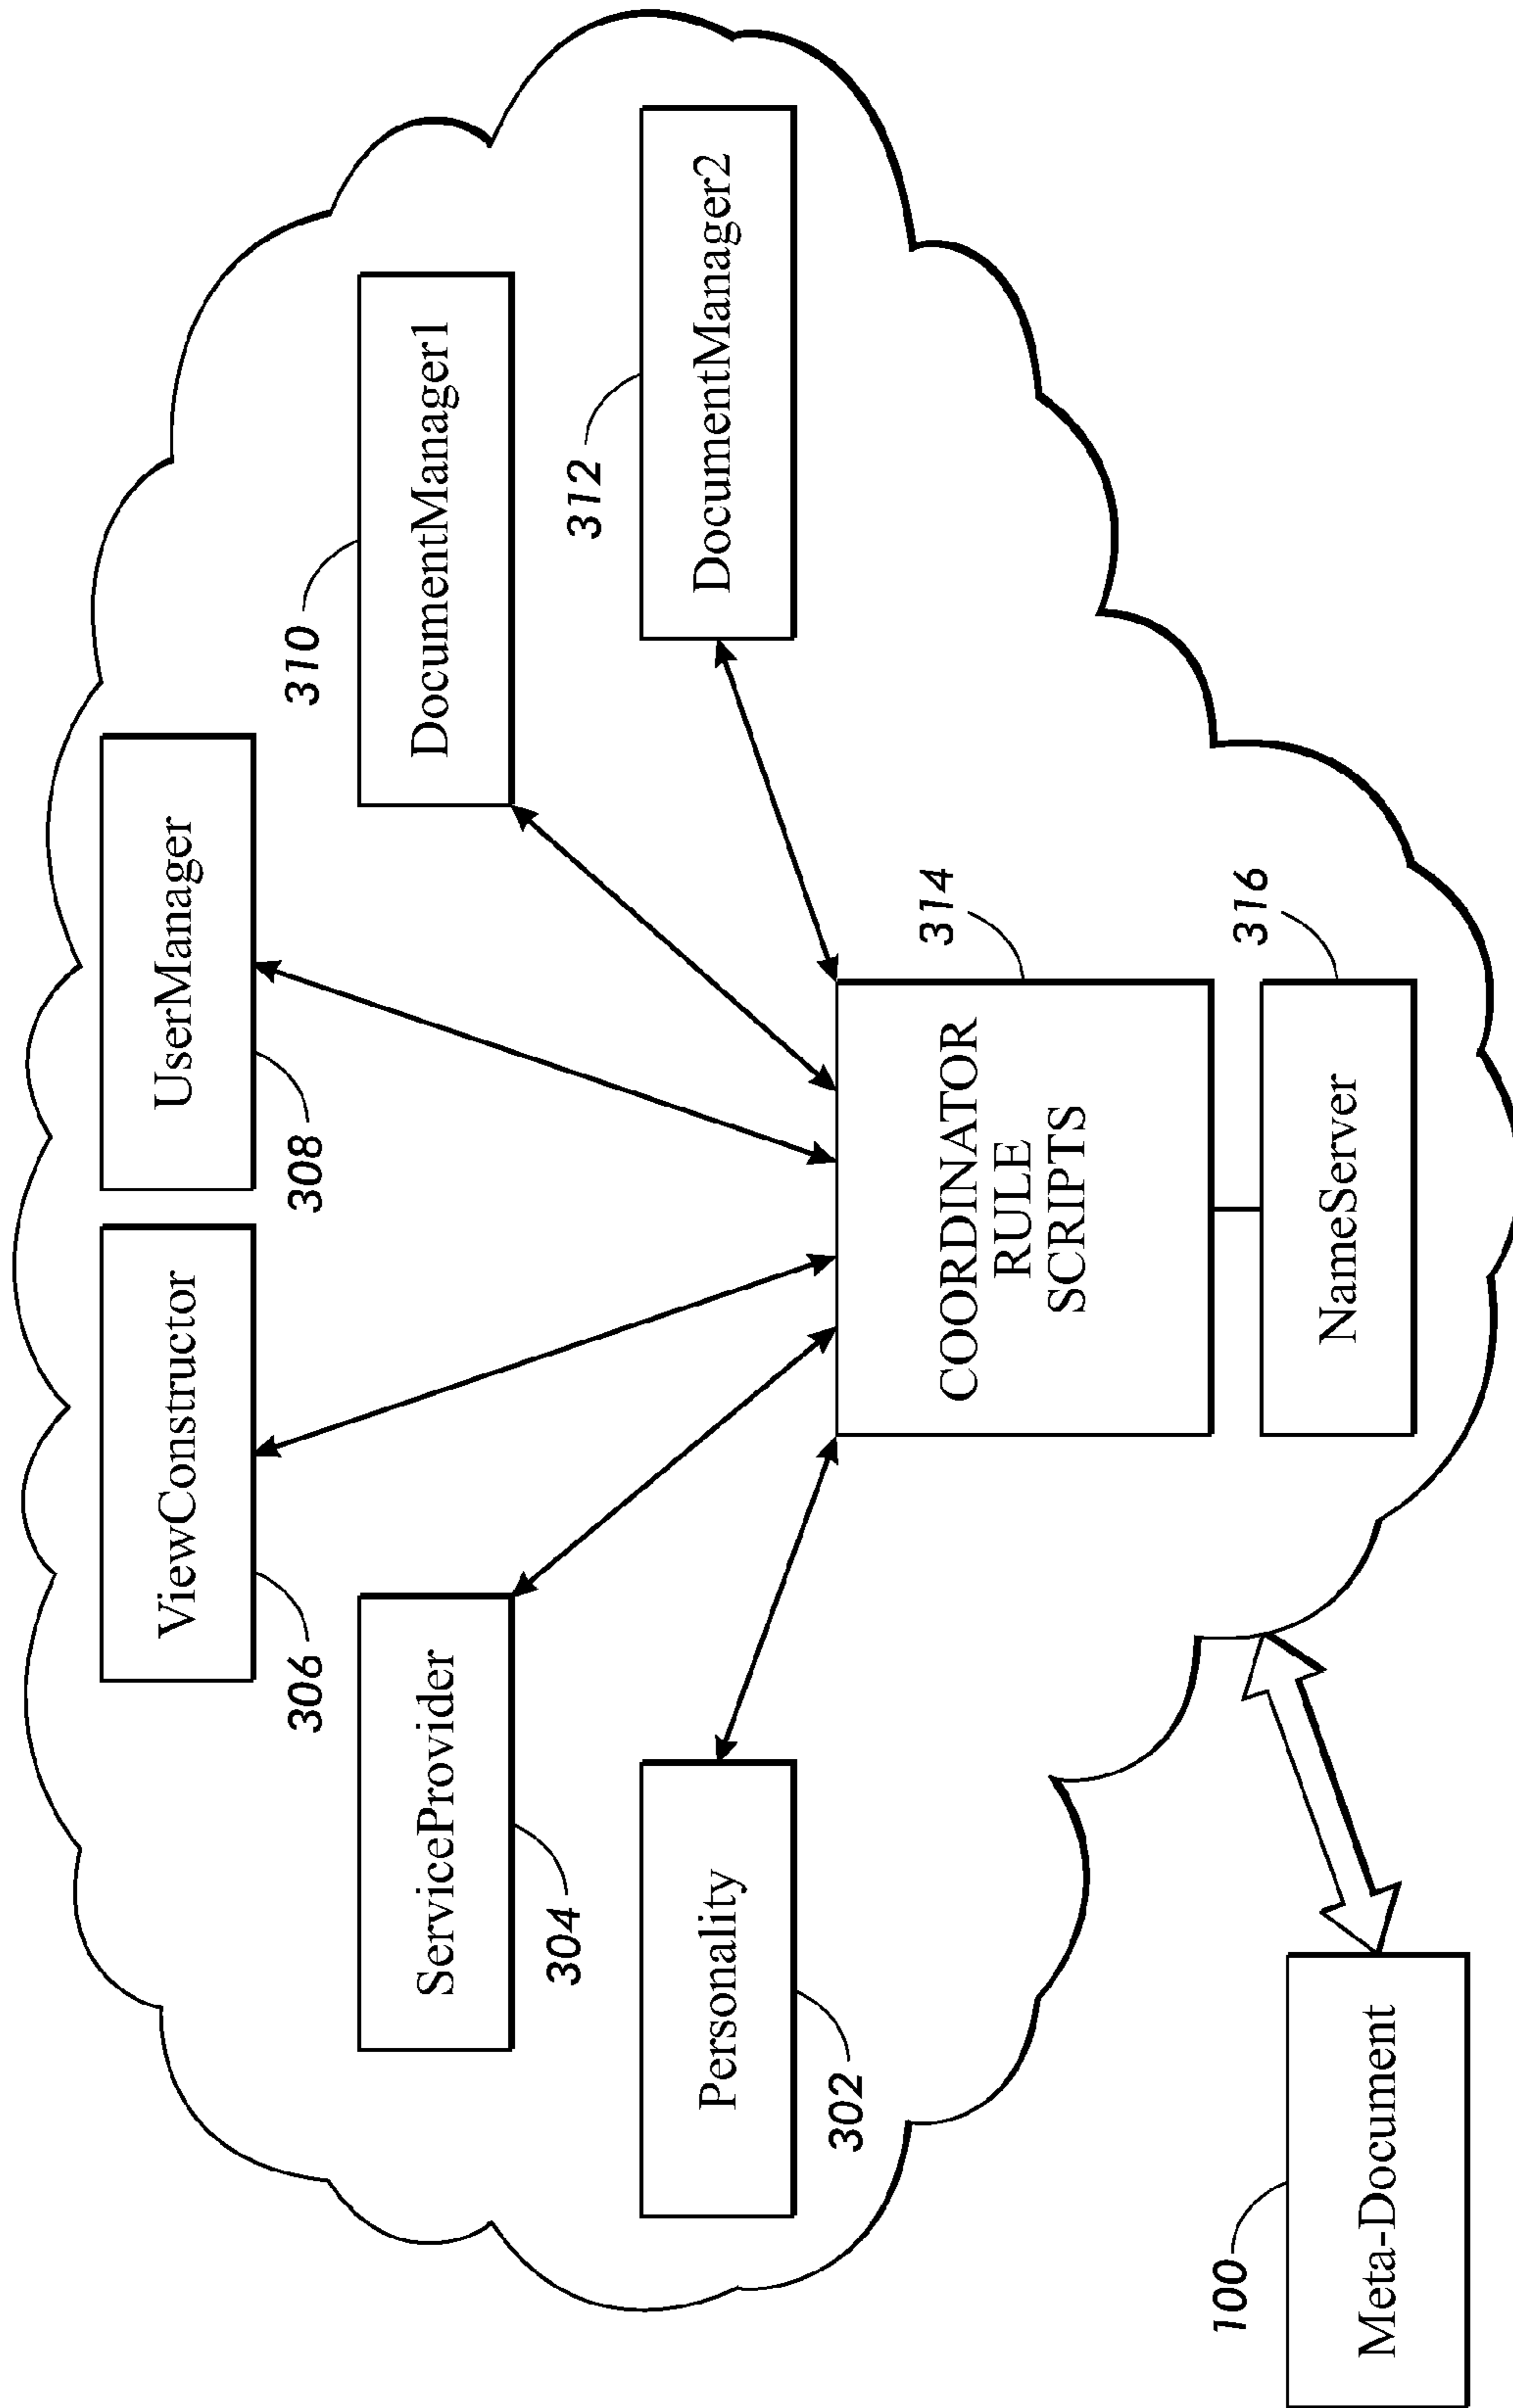 ViewConstructor
UserManager
306
308
310
ServiceProvider
DocumentManager1
304
312
Personality
DocumentManager2
302
314
COORDINATOR
RULE
SCRIPTS
100
316
NameServer
Meta-Document